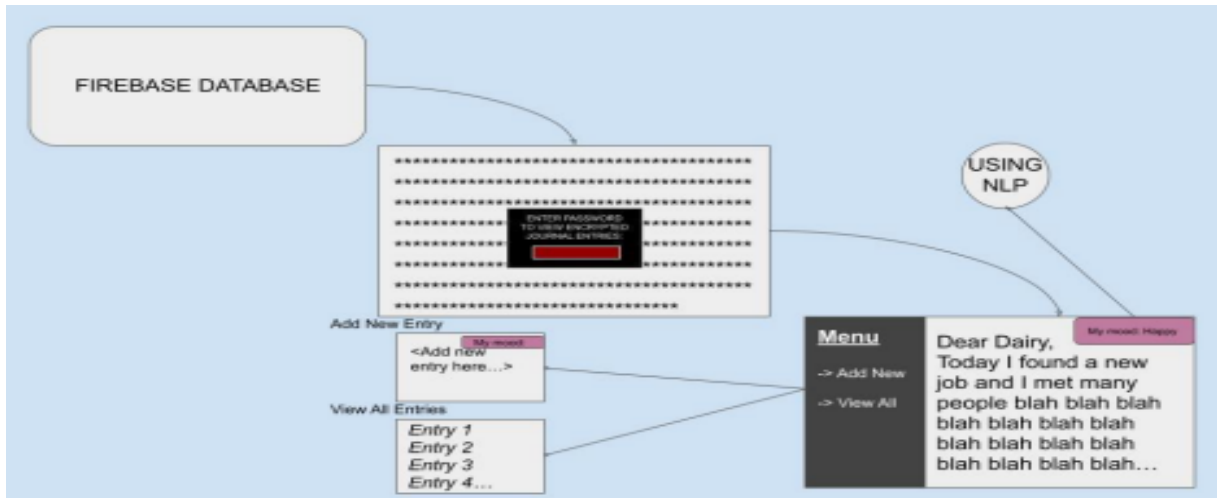 FIREBASE DATABASE
****************************************
****************************************
****************************************
ENTER PASSWORD
TO VIEW ENCRYPTED
JOURNAL ENTRIES:
USING
NLP
Add New Entry
My mood:
<Add new
entry here...>
View All Entries
Entry 1
Entry 2
Entry 3
Entry 4...
Menu
-> Add New
-> View All
My mood: Happy
Dear Dairy,
Today I found a new
job and I met many
people blah blah blah
blah blah blah blah
blah blah blah blah
blah blah blah blah...